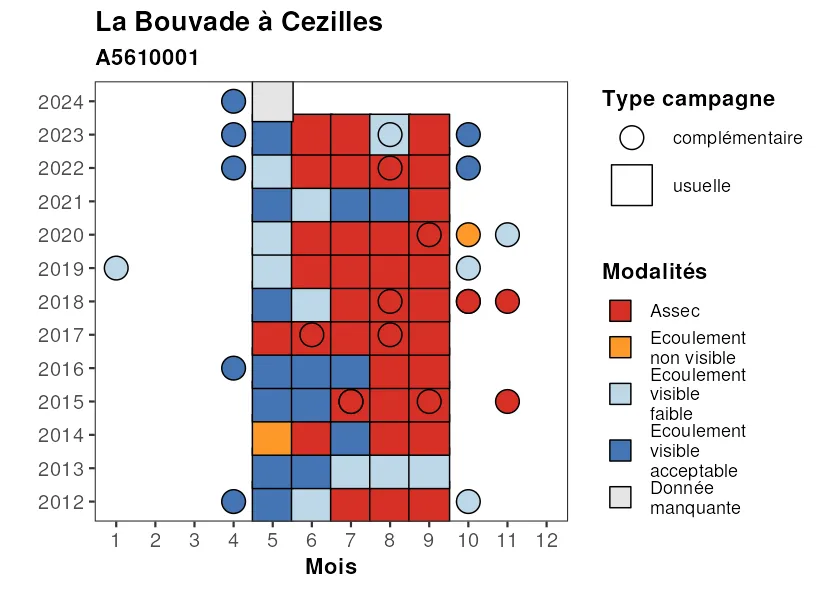 La Bouvade à Cezilles
A5610001
2024
2023
2022
2021
2020
2019
2018
2017
2016
2015
2014
2013
2012
1 2 3 4 5 6 7 8 9 10 11 12
Mois
Type campagne
complémentaire
usuelle
Modalités
Assec
Ecoulement
non visible
Ecoulement
visible
faible
Ecoulement
visible
acceptable
Donnée
manquante